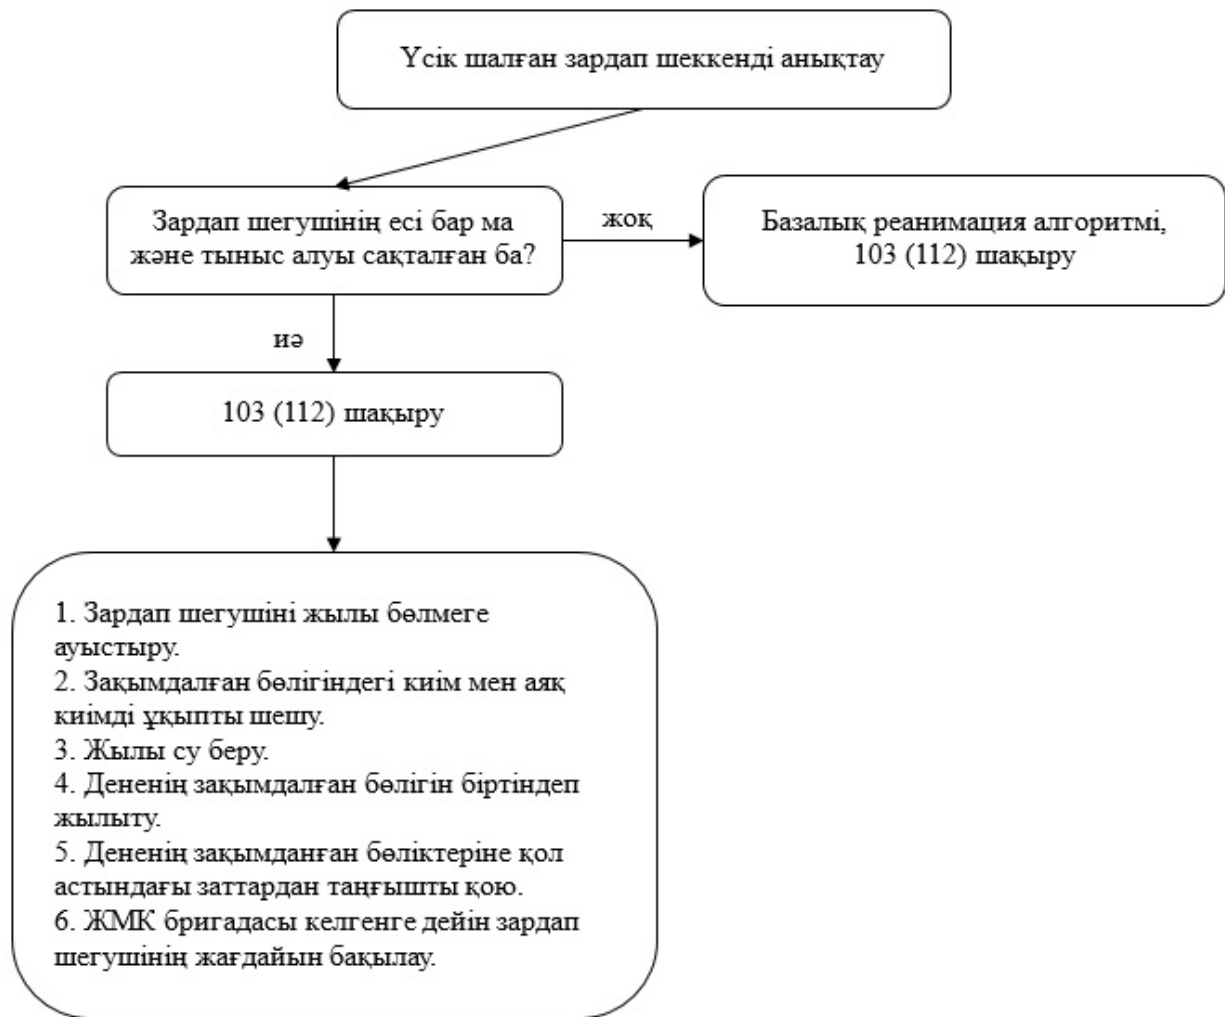 Үсік шалған зардап шеккенді анықтау
Зардап шегушінің есі бар ма
және тыныс алуы сақталған ба?
жоқ
Базалық реанимация алгоритмі,
103 (112) шақыру
иә
103 (112) шақыру
1. Зардап шегушіні жылы бөлмеге
ауыстыру.
2. Зақымдалған бөлігіндегі киім мен аяқ
киімді ұқыпты шешу.
3. Жылы су беру.
4. Дененің зақымдалған бөлігін біртіндеп
жылыту.
5. Дененің зақымданған бөліктеріне қол
астындағы заттардан таңғышты қою.
6. ЖМК бригадасы келгенге дейін зардап
шегушінің жағдайын бақылау.